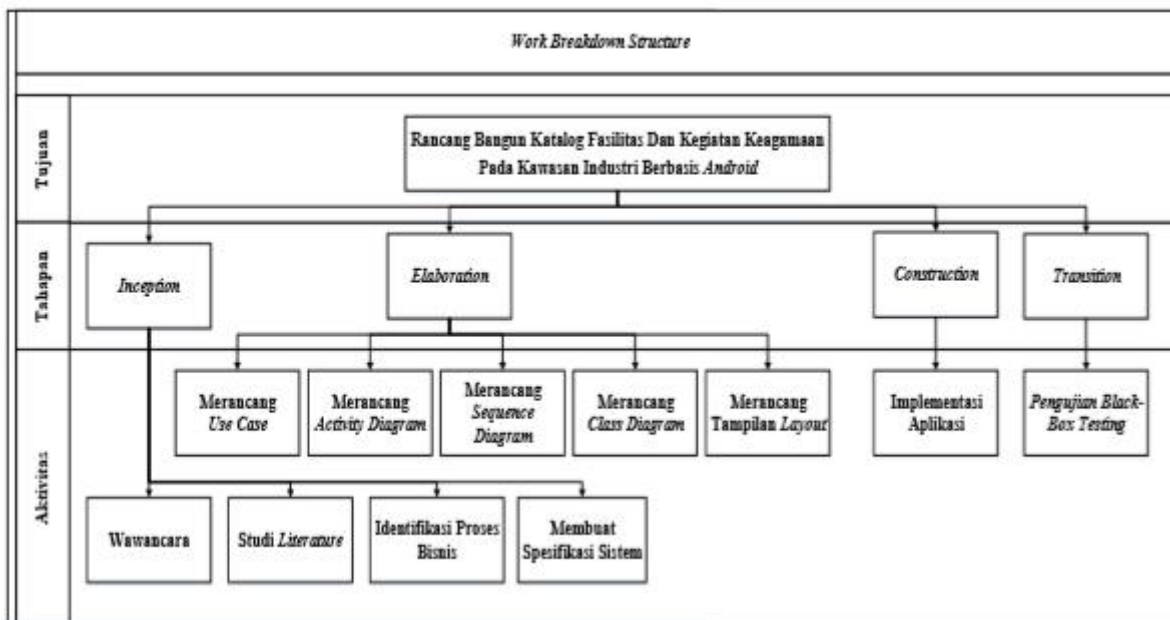 Work Breakdown Structure
Tujuan
Rancang Bangun Katalog Fasilitas Dan Kegiatan Keagamaan
Pada Kawasan Industri Berbasis Android
Tahapan
Inception
Elaboration
Construction
Transition
Aktivitas
Merancang
Use Case
Merancang
Activity Diagram
Merancang
Sequence
Diagram
Merancang
Class Diagram
Merancang
Tampilan Layout
Implementasi
Aplikasi
Pengujian Black-
Box Testing
Wawancara
Studi Literature
Identifikasi Proses
Bisnis
Membuat
Spesifikasi Sistem